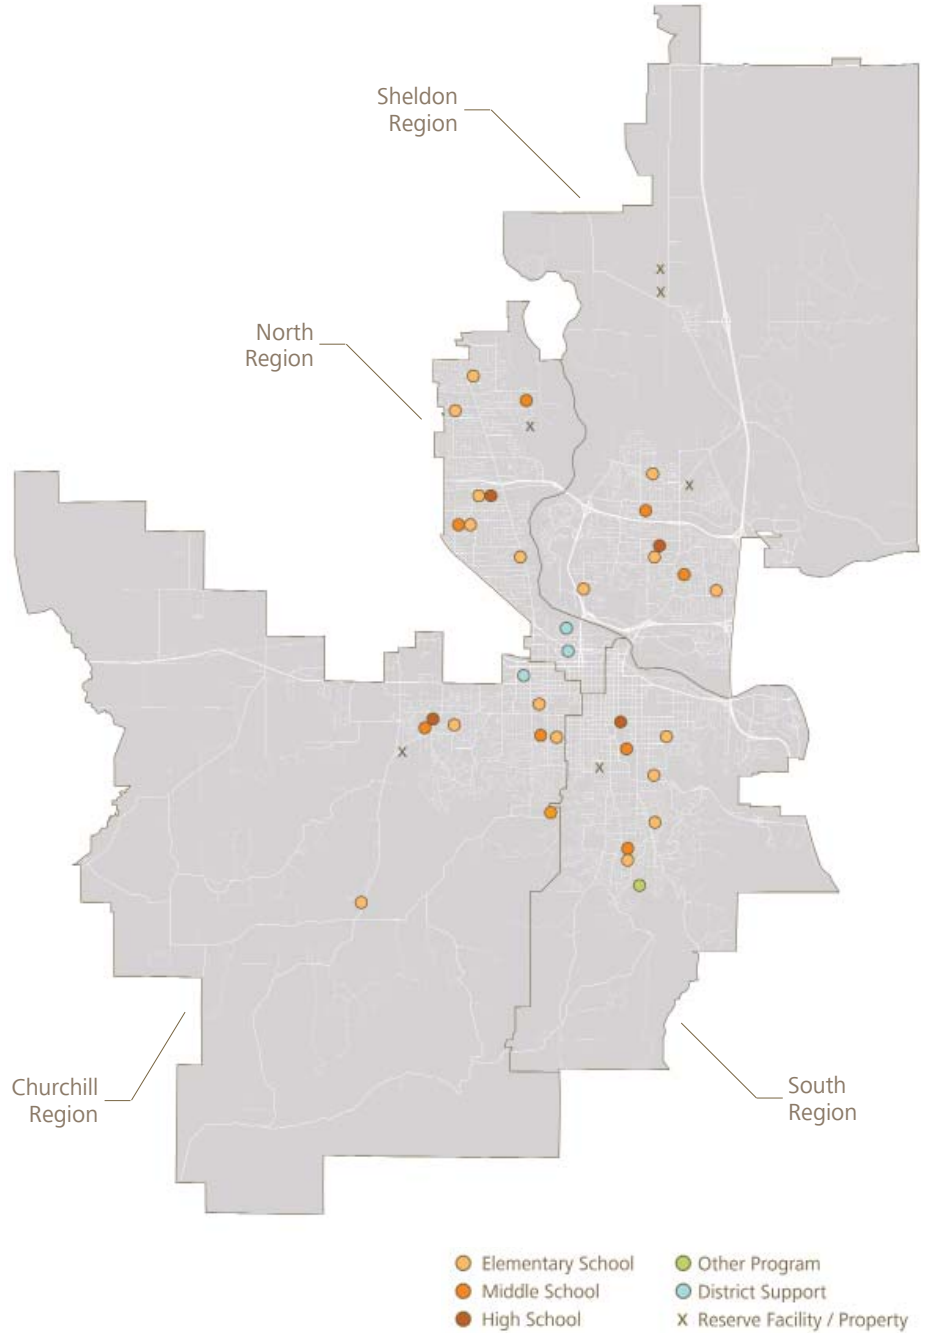 Sheldon
Region
North
Region
x
x
x
x
x
x
Churchill
Region
South
Region
Elementary School
Middle School
High School
Other Program
District Support
x Reserve Facility / Property